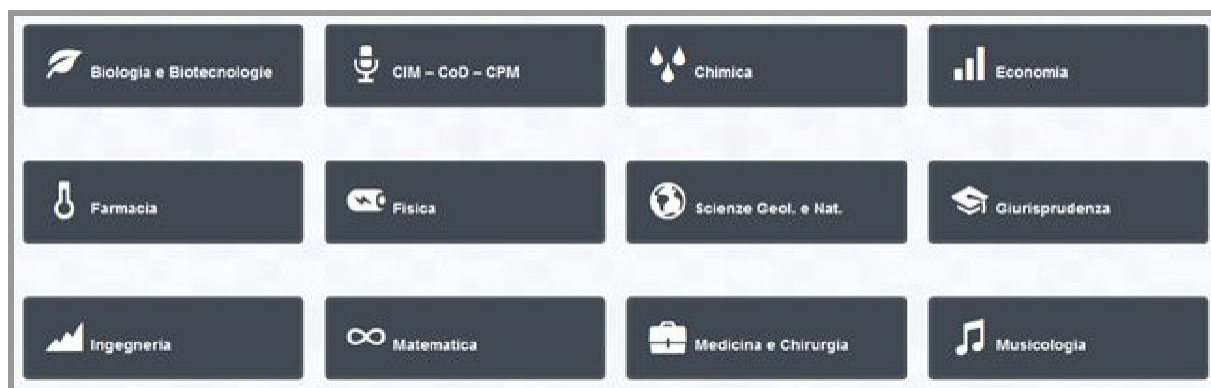 Biologia e Biotecnologie
CIM – CoD – CPM
Chimica
Economia
Farmacia
Fisica
Scienze Geol. e Nat.
Giurisprudenza
Ingegneria
Matematica
Medicina e Chirurgia
Musicologia